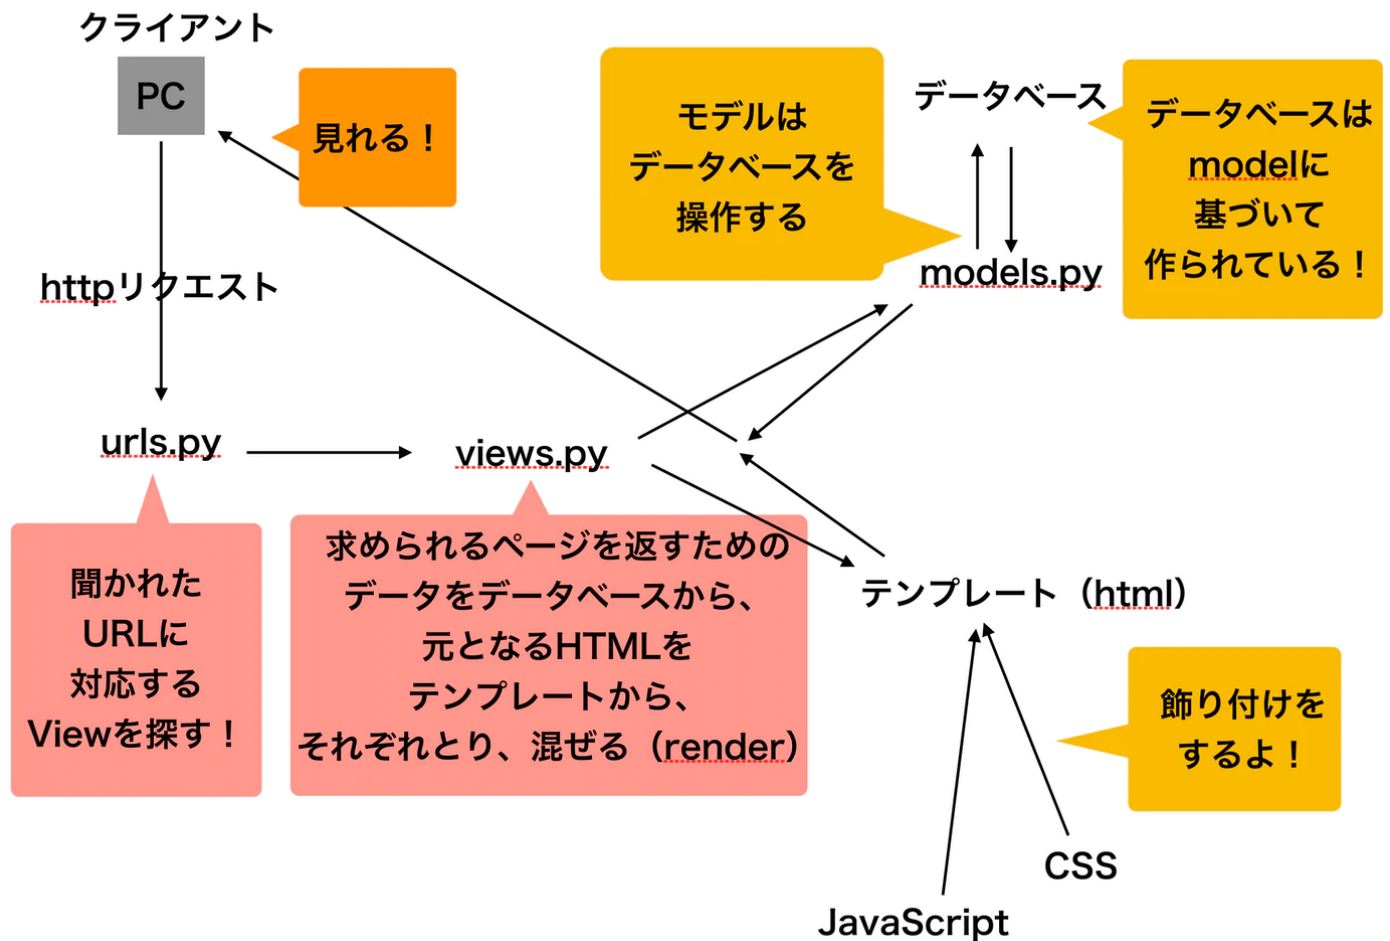 クライアント
PC
見れる！
httpリクエスト
urls.py
聞かれた
URLに
対応する
Viewを探す！
views.py
求められるページを返すための
データをデータベースから、
元となるHTMLを
テンプレートから、
それぞれとり、混ぜる（render）
モデルは
データベースを
操作する
データベース
models.py
データベースは
modelに
基づいて
作られている！
テンプレート（html）
飾り付けを
するよ！
CSS
JavaScript